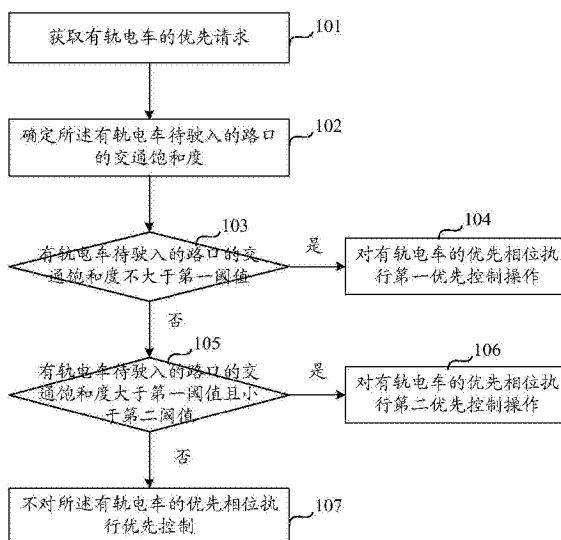 获取有轨电车的优先请求
101
确定所述有轨电车待驶入的路口
的交通饱和度
102
103
有轨电车待驶入的路口的交
通饱和度不大于第一阈值
是
104
对有轨电车的优先相位执
行第一优先控制操作
否
105
有轨电车待驶入的路口的交
通饱和度大于第一阈值且小
于第二阈值
是
106
对有轨电车的优先相位执
行第二优先控制操作
否
不对所述有轨电车的优先相位执
行优先控制
107